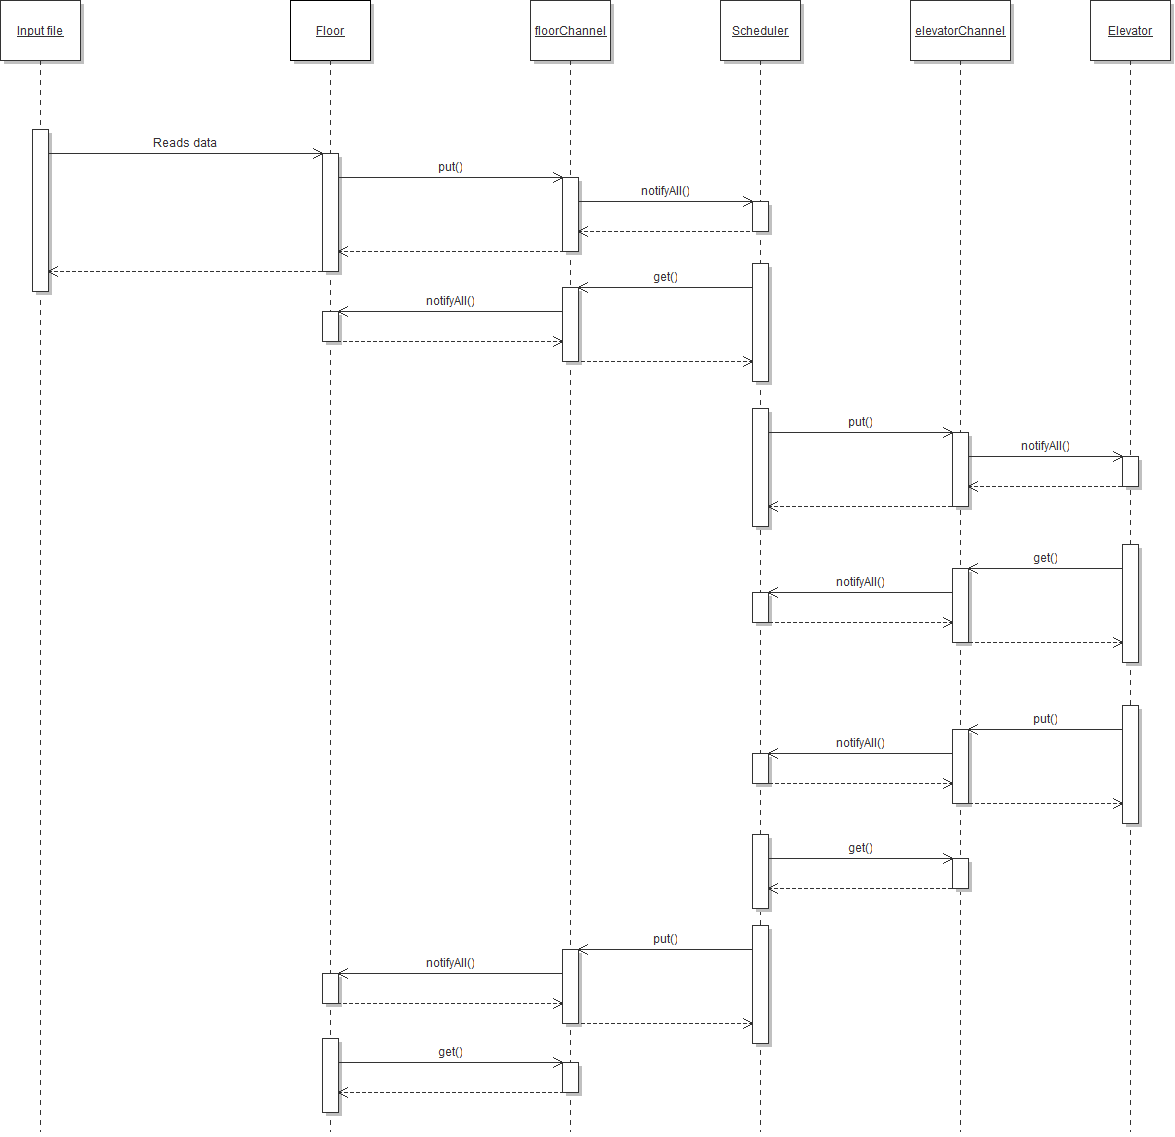 Input file
Floor
floorChannel
Scheduler
elevatorChannel
Elevator
Reads data
put()
notifyAll()
get()
notifyAll()
put()
notifyAll()
get()
notifyAll()
put()
notifyAll()
get()
put()
notifyAll()
get()